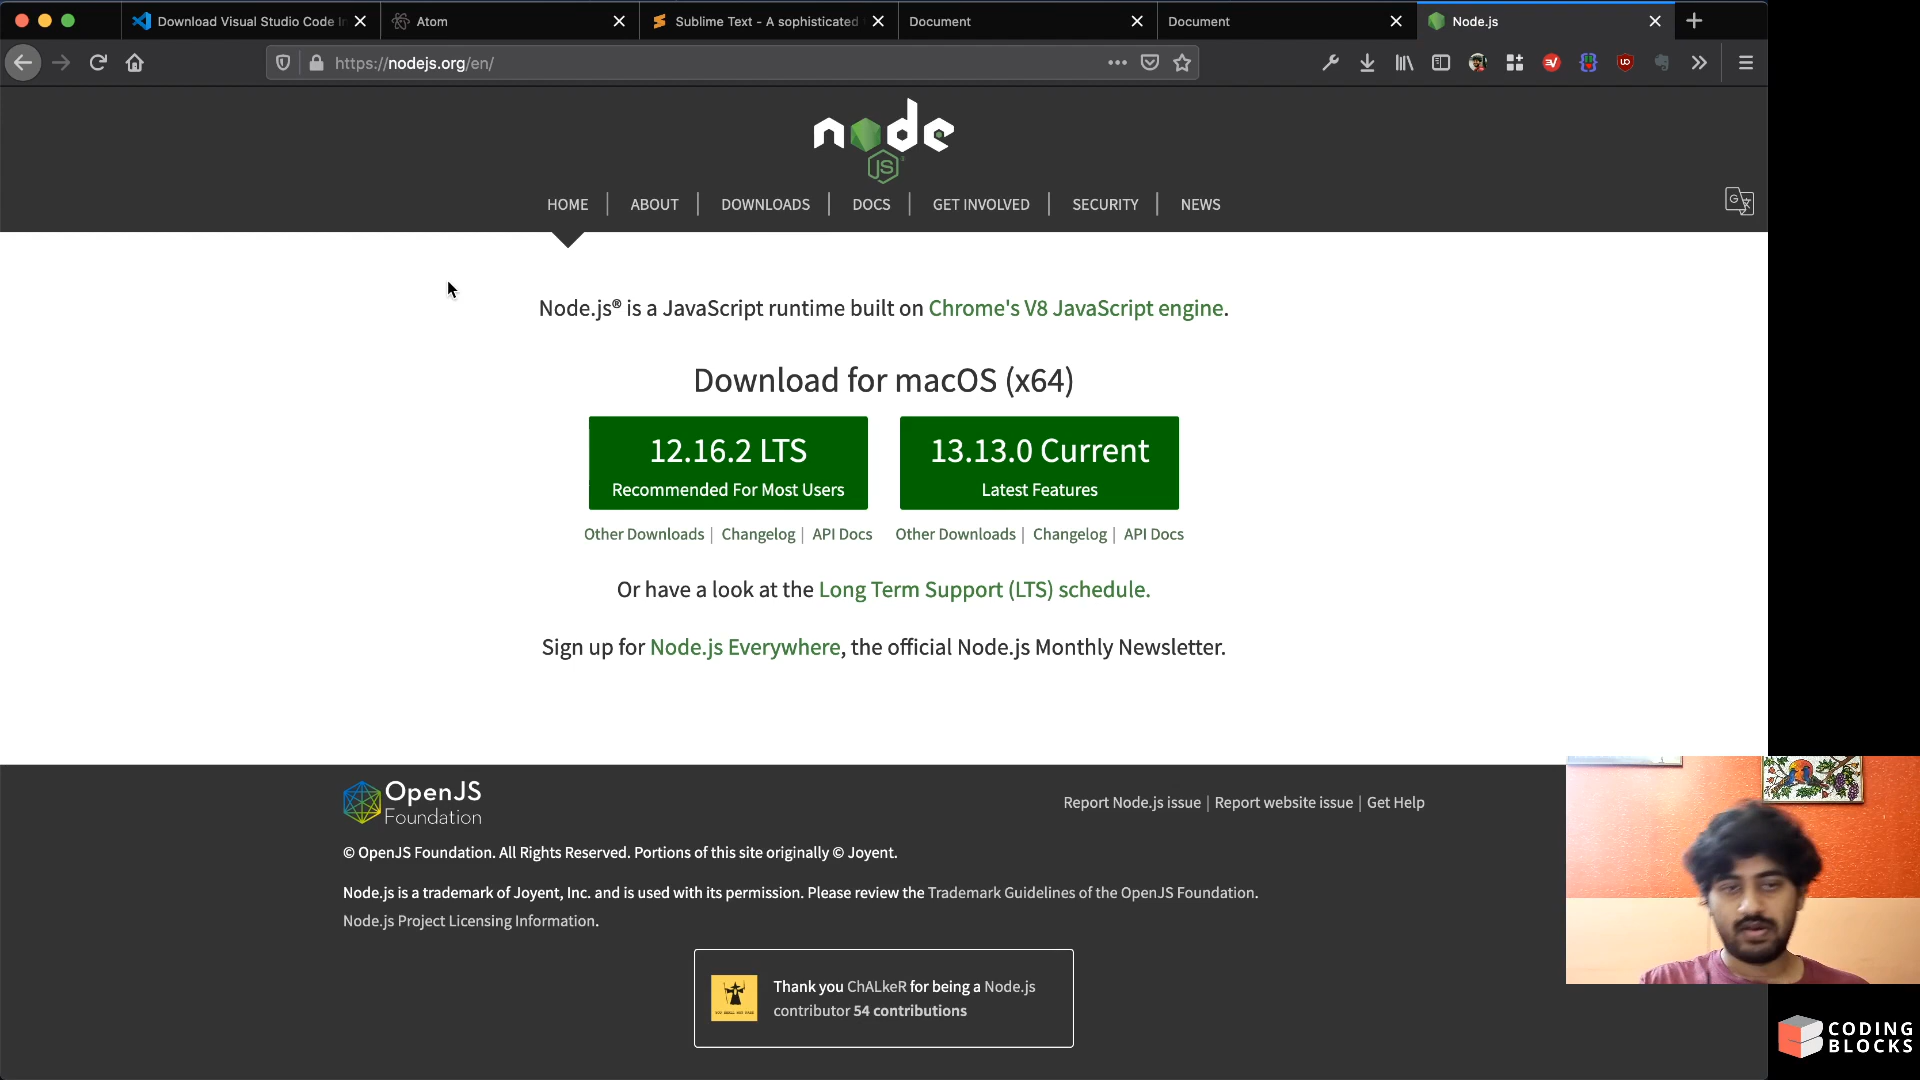 Download Visual Studio Code In
Atom
Sublime Text - A sophisticated
Document
Document
Node.js
https://nodejs.org/en/
node
JS
HOME
ABOUT
DOWNLOADS
DOCS
GET INVOLVED
SECURITY
NEWS
Node.js® is a JavaScript runtime built on Chrome's V8 JavaScript engine.
Download for macOS (x64)
12.16.2 LTS
Recommended For Most Users
13.13.0 Current
Latest Features
Other Downloads | Changelog | API Docs
Other Downloads | Changelog | API Docs
Or have a look at the Long Term Support (LTS) schedule.
Sign up for Node.js Everywhere, the official Node.js Monthly Newsletter.
OpenJS
Foundation
Report Node.js issue | Report website issue | Get Help
© OpenJS Foundation. All Rights Reserved. Portions of this site originally © Joyent.
Node.js is a trademark of Joyent, Inc. and is used with its permission. Please review the Trademark Guidelines of the OpenJS Foundation.
Node.js Project Licensing Information.
Thank you ChALkeR for being a Node.js
contributor 54 contributions
CODING
BLOCKS